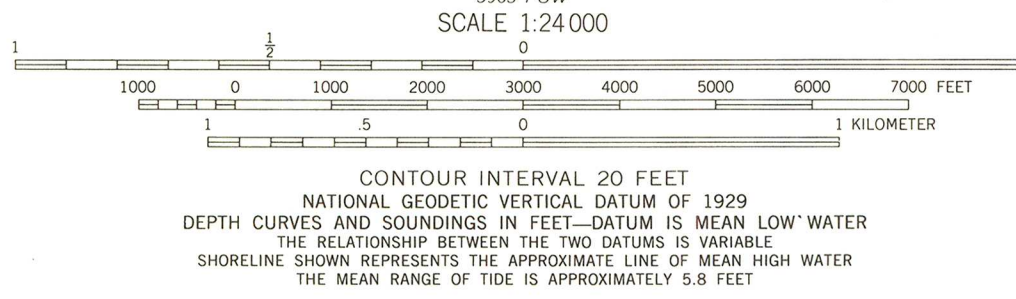 SCALE 1:24 000
1 ½ 0
1000 0 1000 2000 3000 4000 5000 6000 7000 FEET
1 .5 0 1 KILOMETER
CONTOUR INTERVAL 20 FEET
NATIONAL GEODETIC VERTICAL DATUM OF 1929
DEPTH CURVES AND SOUNDINGS IN FEET—DATUM IS MEAN LOW WATER
THE RELATIONSHIP BETWEEN THE TWO DATUMS IS VARIABLE
SHORELINE SHOWN REPRESENTS THE APPROXIMATE LINE OF MEAN HIGH WATER
THE MEAN RANGE OF TIDE IS APPROXIMATELY 5.8 FEET